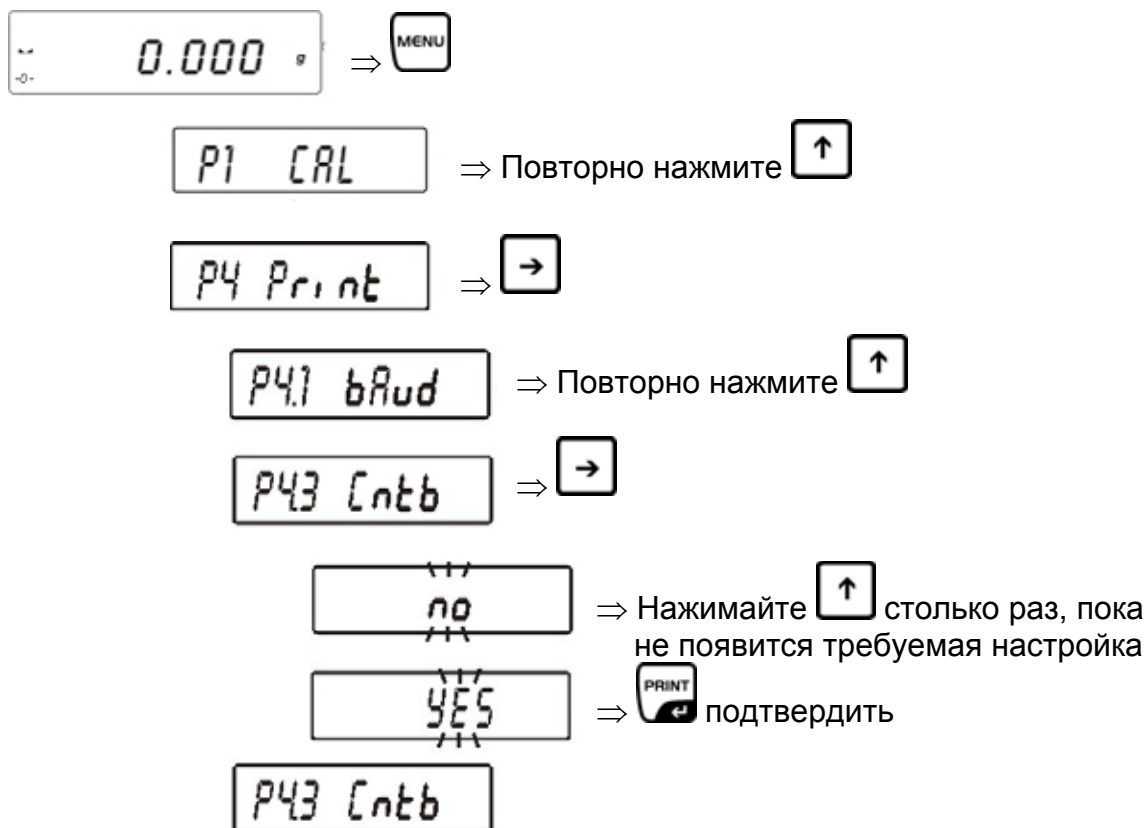 -0- 0.000 g ⇒ MENU
P1 CAL ⇒ Повторно нажмите ↑
P4 Print ⇒ →
P4.1 bAud ⇒ Повторно нажмите ↑
P4.3 Cntb ⇒ →
no ⇒ Нажимайте ↑ столько раз, пока
не появится требуемая настройка
YES ⇒ PRINT подтвердить
P4.3 Cntb